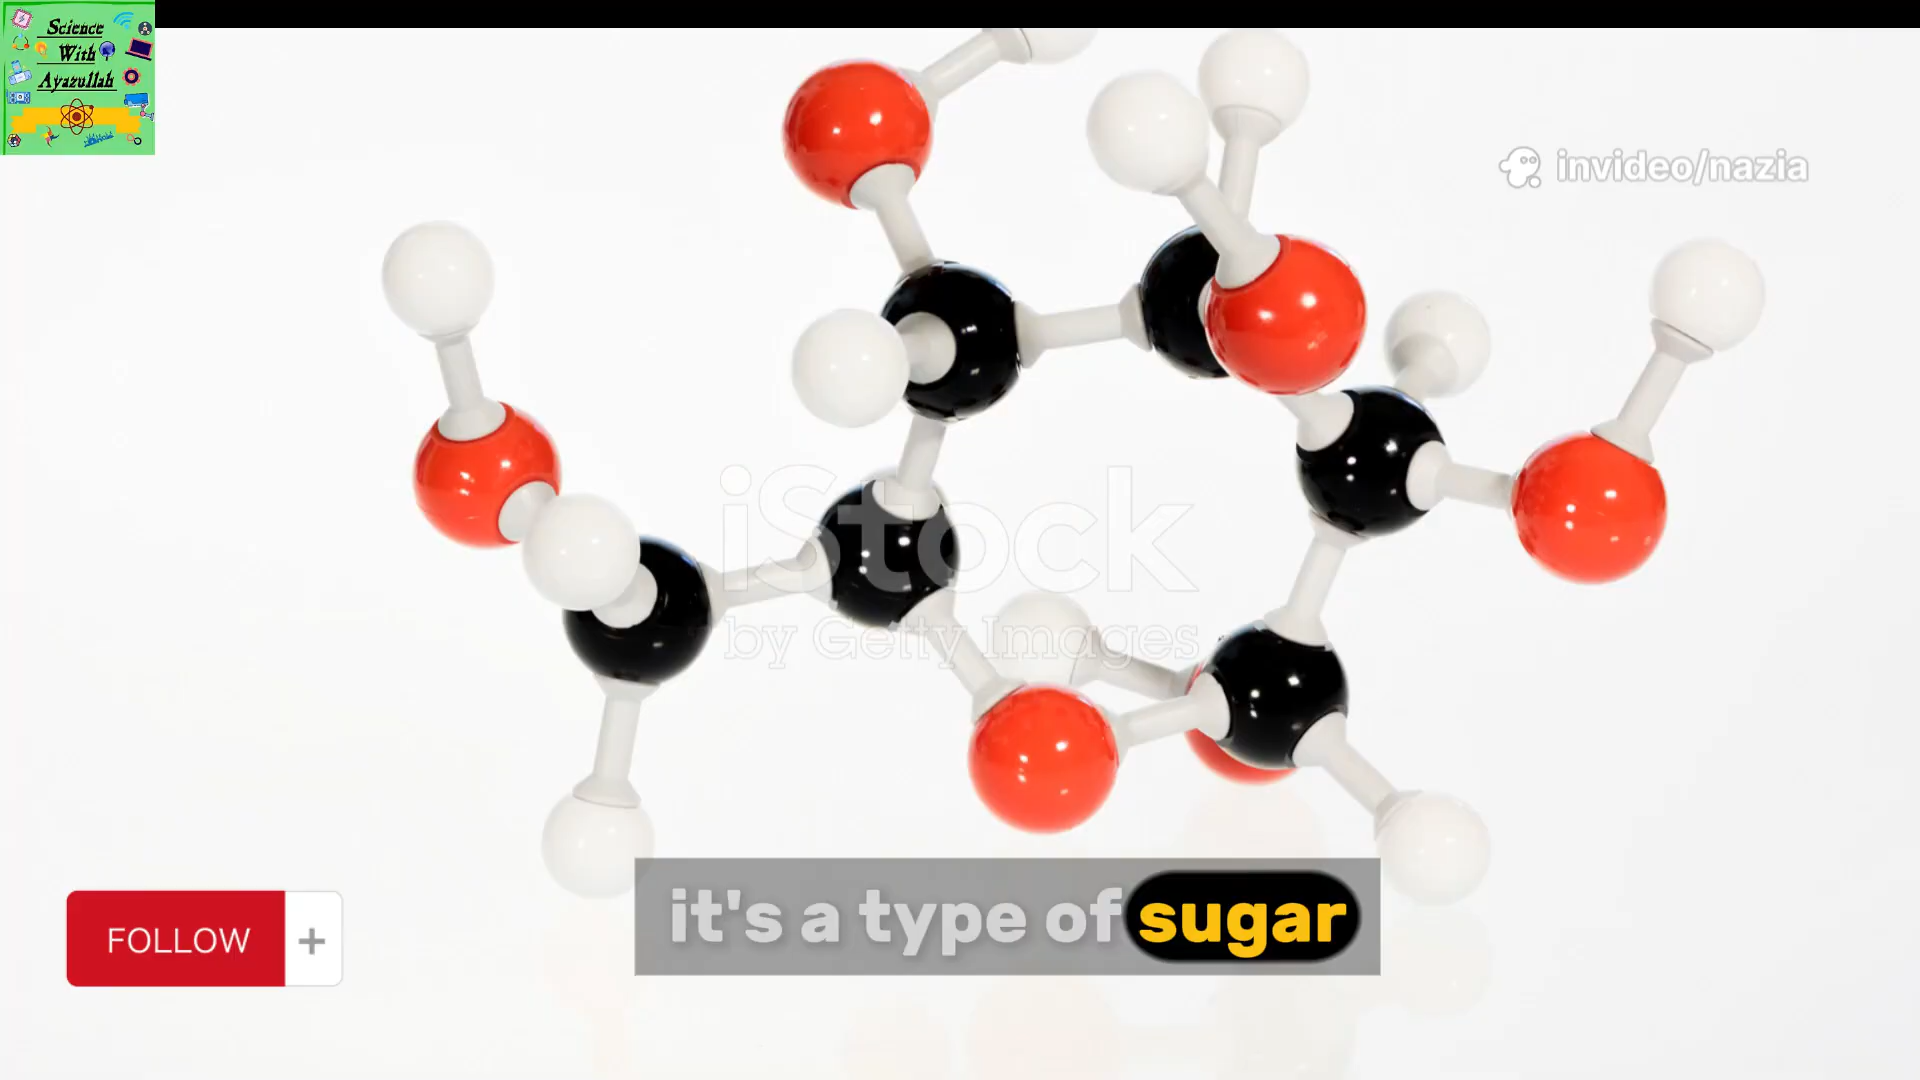 Science
With
Ayazullah
invideo/nazia
iStock
by Getty Images
it's a type of sugar
FOLLOW +